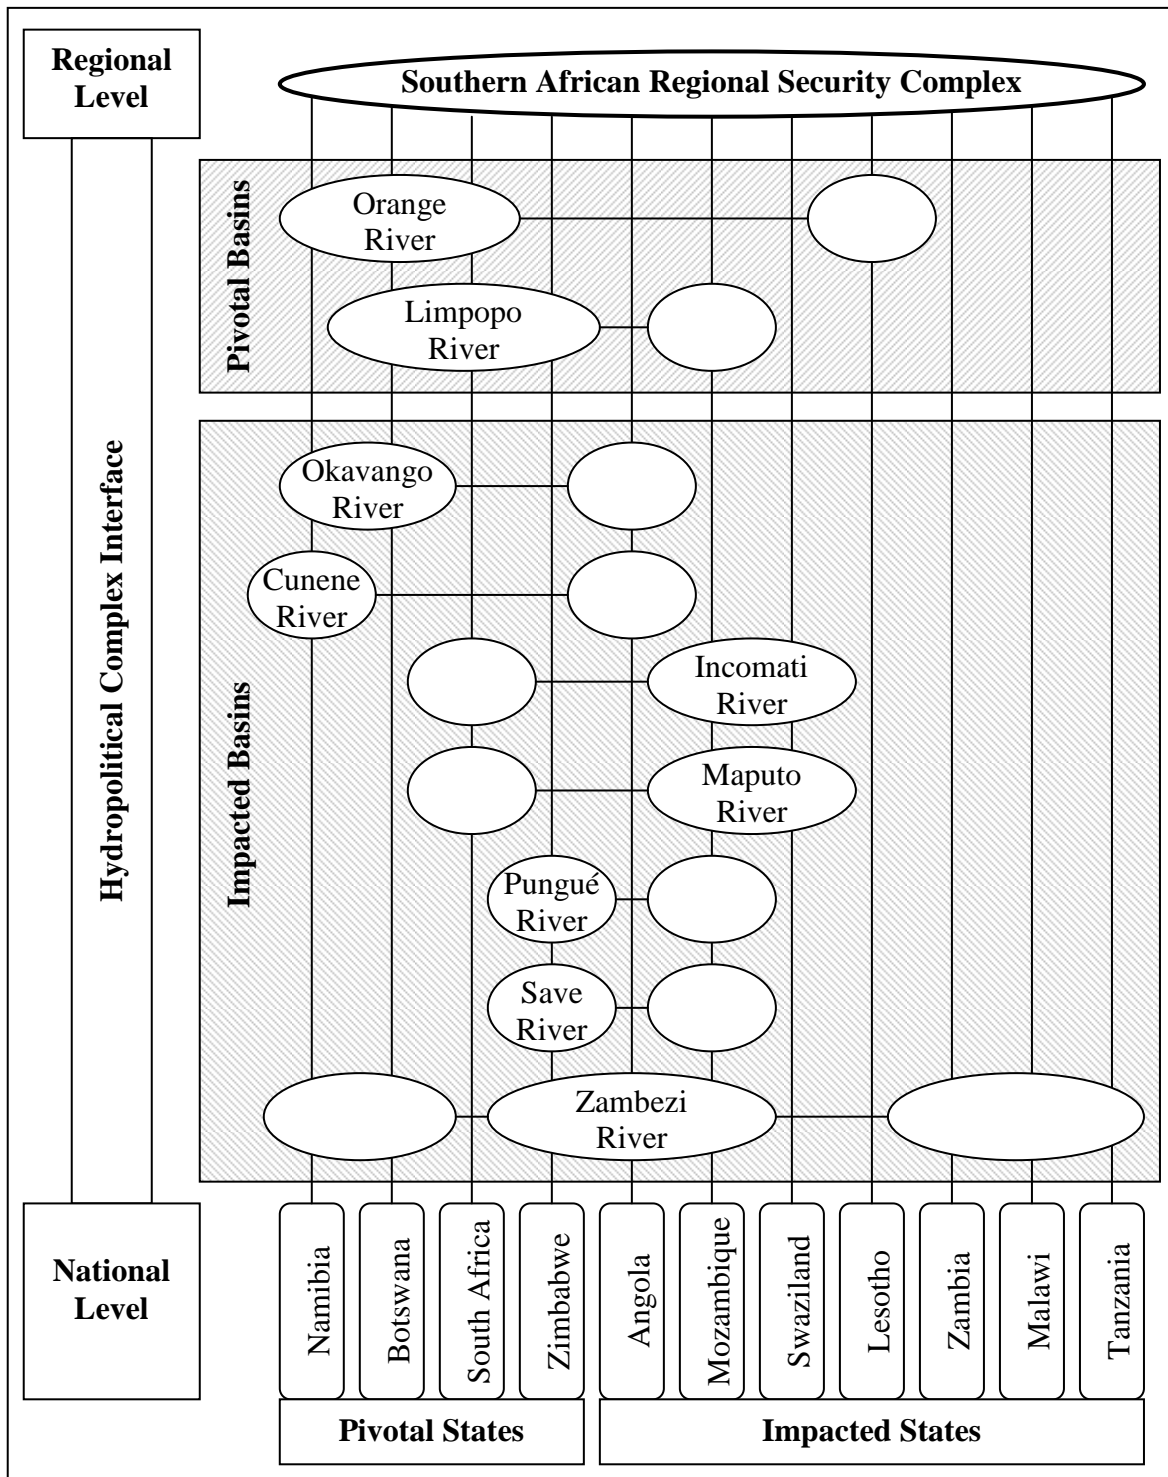 Regional
Level
Southern African Regional Security Complex
Pivotal Basins
Orange
River
Limpopo
River
Hydropolitical Complex Interface
Impacted Basins
Okavango
River
Cunene
River
Incomati
River
Maputo
River
Pungué
River
Save
River
Zambezi
River
National
Level
Namibia
Botswana
South Africa
Zimbabwe
Angola
Mozambique
Swaziland
Lesotho
Zambia
Malawi
Tanzania
Pivotal States
Impacted States